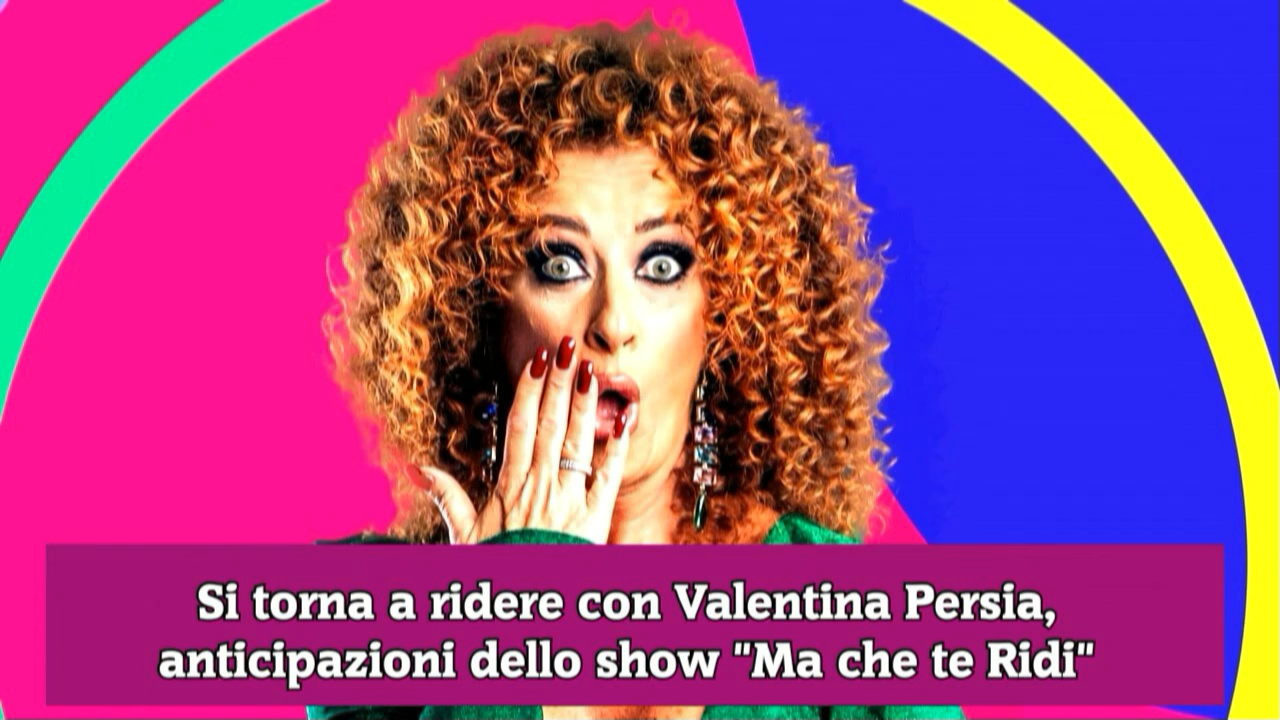 Si torna a ridere con Valentina Persia,
anticipazioni dello show "Ma che te Ridi"